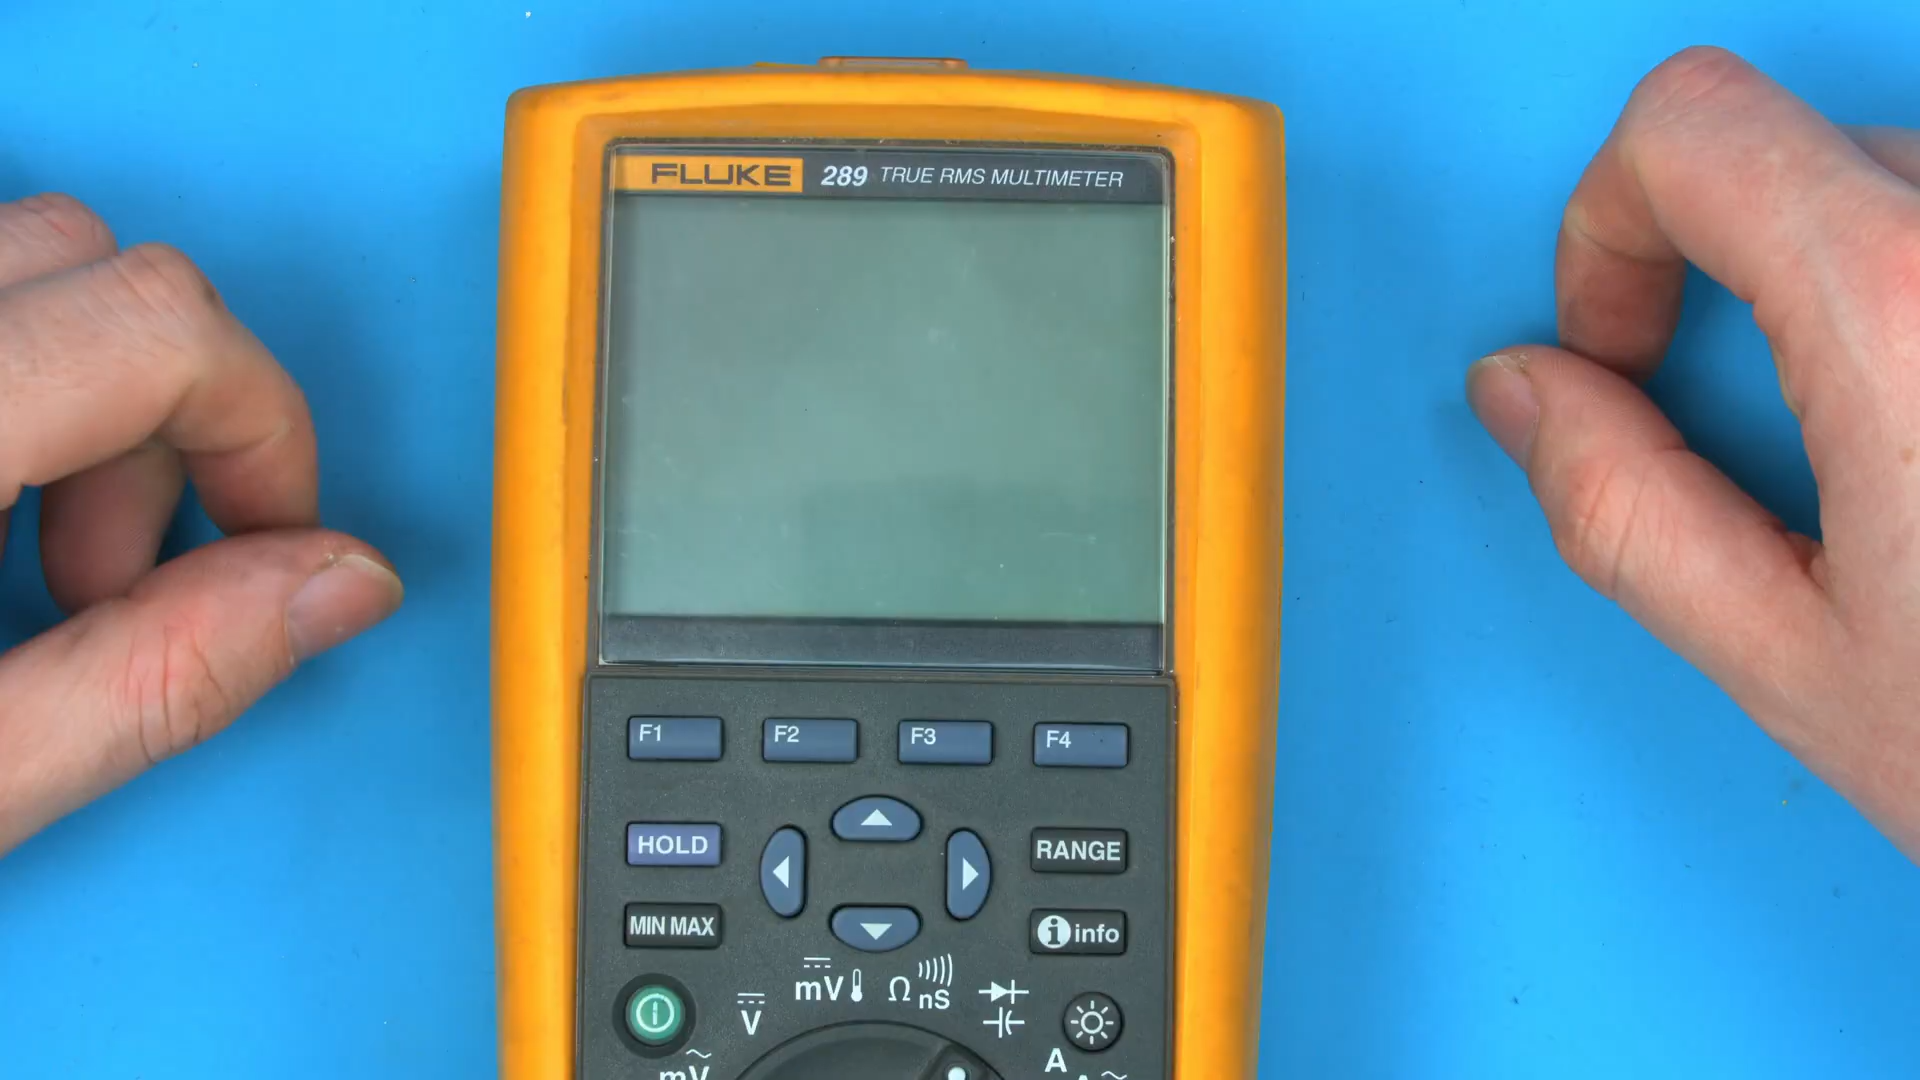 FLUKE 289 TRUE RMS MULTIMETER
F1 F2 F3 F4
HOLD RANGE
MIN MAX info
mV Ω nS
V
A
mV